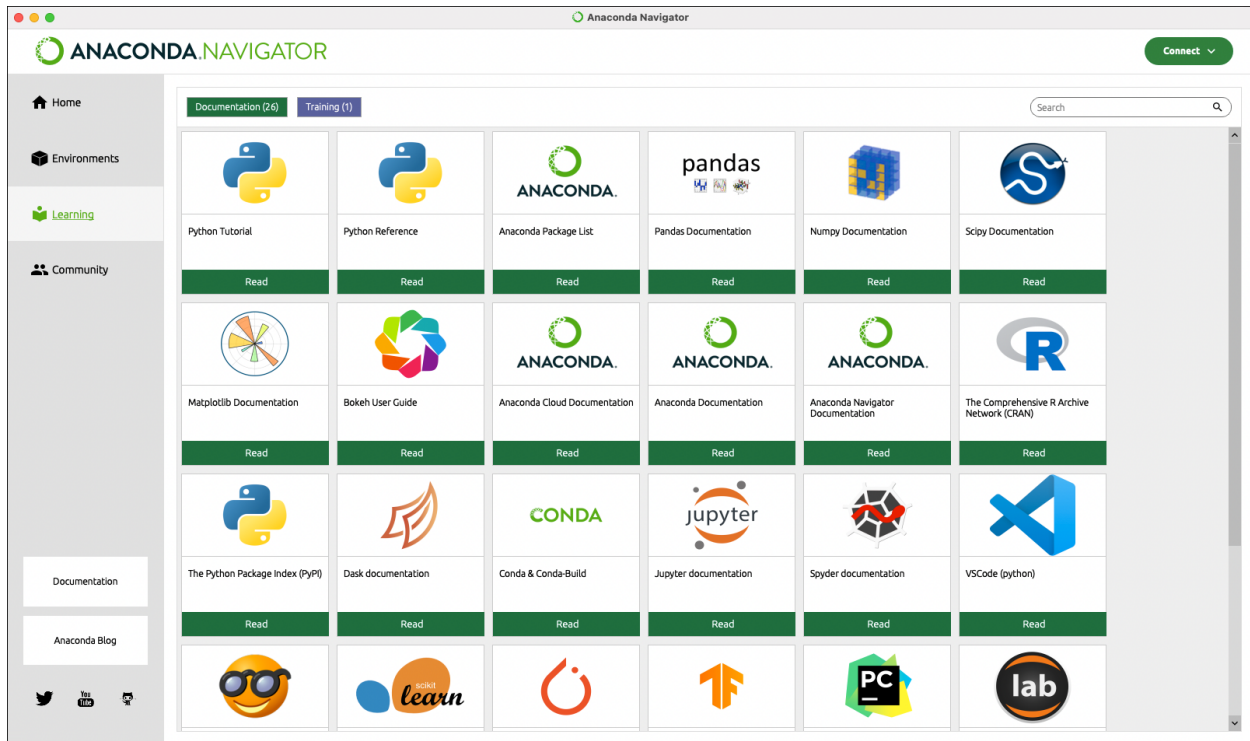 Anaconda Navigator
ANACONDA.NAVIGATOR
Connect
Home
Environments
Learning
Community
Documentation
Anaconda Blog
You
Tube
Documentation (26)
Training (1)
Search
ANACONDA.
pandas
Python Tutorial
Python Reference
Anaconda Package List
Pandas Documentation
Numpy Documentation
Scipy Documentation
Read
Read
Read
Read
Read
Read
ANACONDA.
ANACONDA.
ANACONDA.
R
Matplotlib Documentation
Bokeh User Guide
Anaconda Cloud Documentation
Anaconda Documentation
Anaconda Navigator
Documentation
The Comprehensive R Archive
Network (CRAN)
Read
Read
Read
Read
Read
Read
CONDA
jupyter
The Python Package Index (PyPI)
Dask documentation
Conda & Conda-Build
Jupyter documentation
Spyder documentation
VSCode (python)
Read
Read
Read
Read
Read
Read
scikit
learn
PC
lab